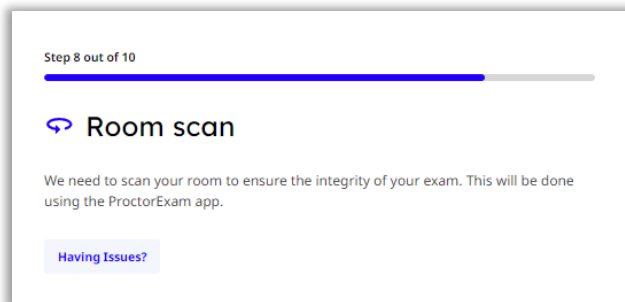 Step 8 out of 10
Room scan
We need to scan your room to ensure the integrity of your exam. This will be done
using the ProctorExam app.
Having Issues?